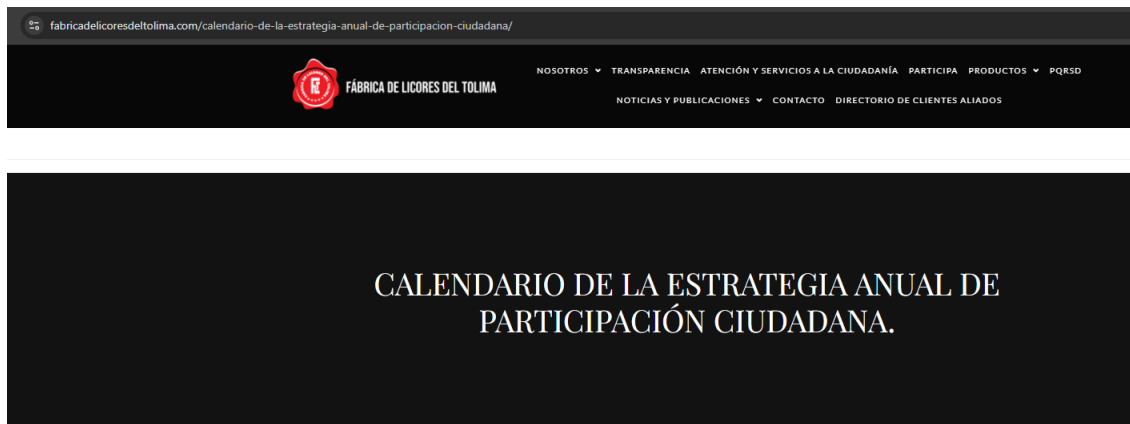 fabricadelicoresdeltolima.com/calendario-de-la-estrategia-anual-de-participacion-ciudadana/
FÁBRICA DE LICORES DEL TOLIMA
NOSOTROS TRANSPARENCIA ATENCIÓN Y SERVICIOS A LA CIUDADANÍA PARTICIPA PRODUCTOS PQRSD
NOTICIAS Y PUBLICACIONES CONTACTO DIRECTORIO DE CLIENTES ALIADOS
CALENDARIO DE LA ESTRATEGIA ANUAL DE
PARTICIPACIÓN CIUDADANA.